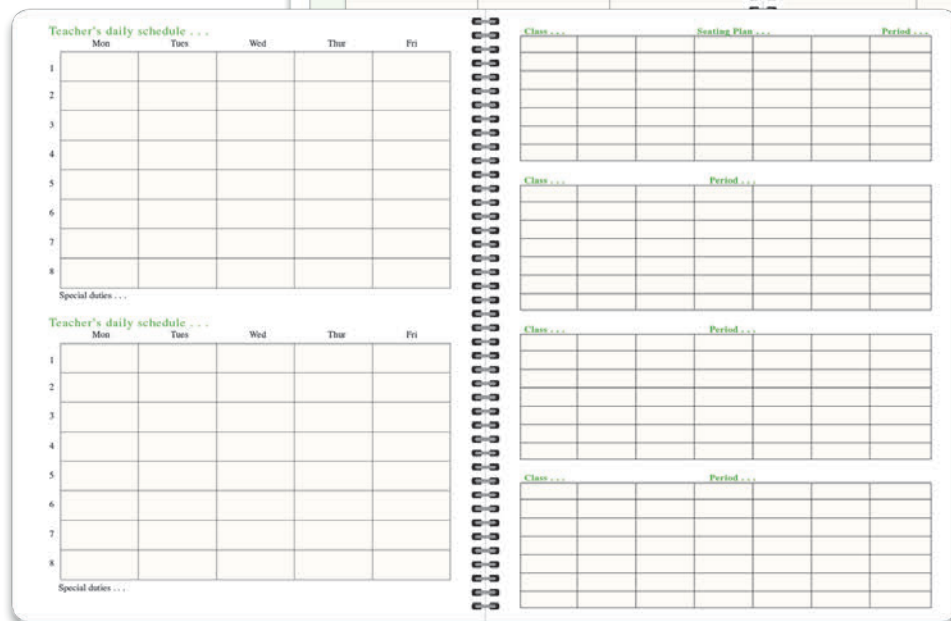 Teacher's daily schedule . . .
Mon Tues Wed Thur Fri
1
2
3
4
5
6
7
8
Special duties . . .
Teacher's daily schedule . . .
Mon Tues Wed Thur Fri
1
2
3
4
5
6
7
8
Special duties . . .
Class . . . Seating Plan . . . Period . . .
Class . . . Period . . .
Class . . . Period . . .
Class . . . Period . . .